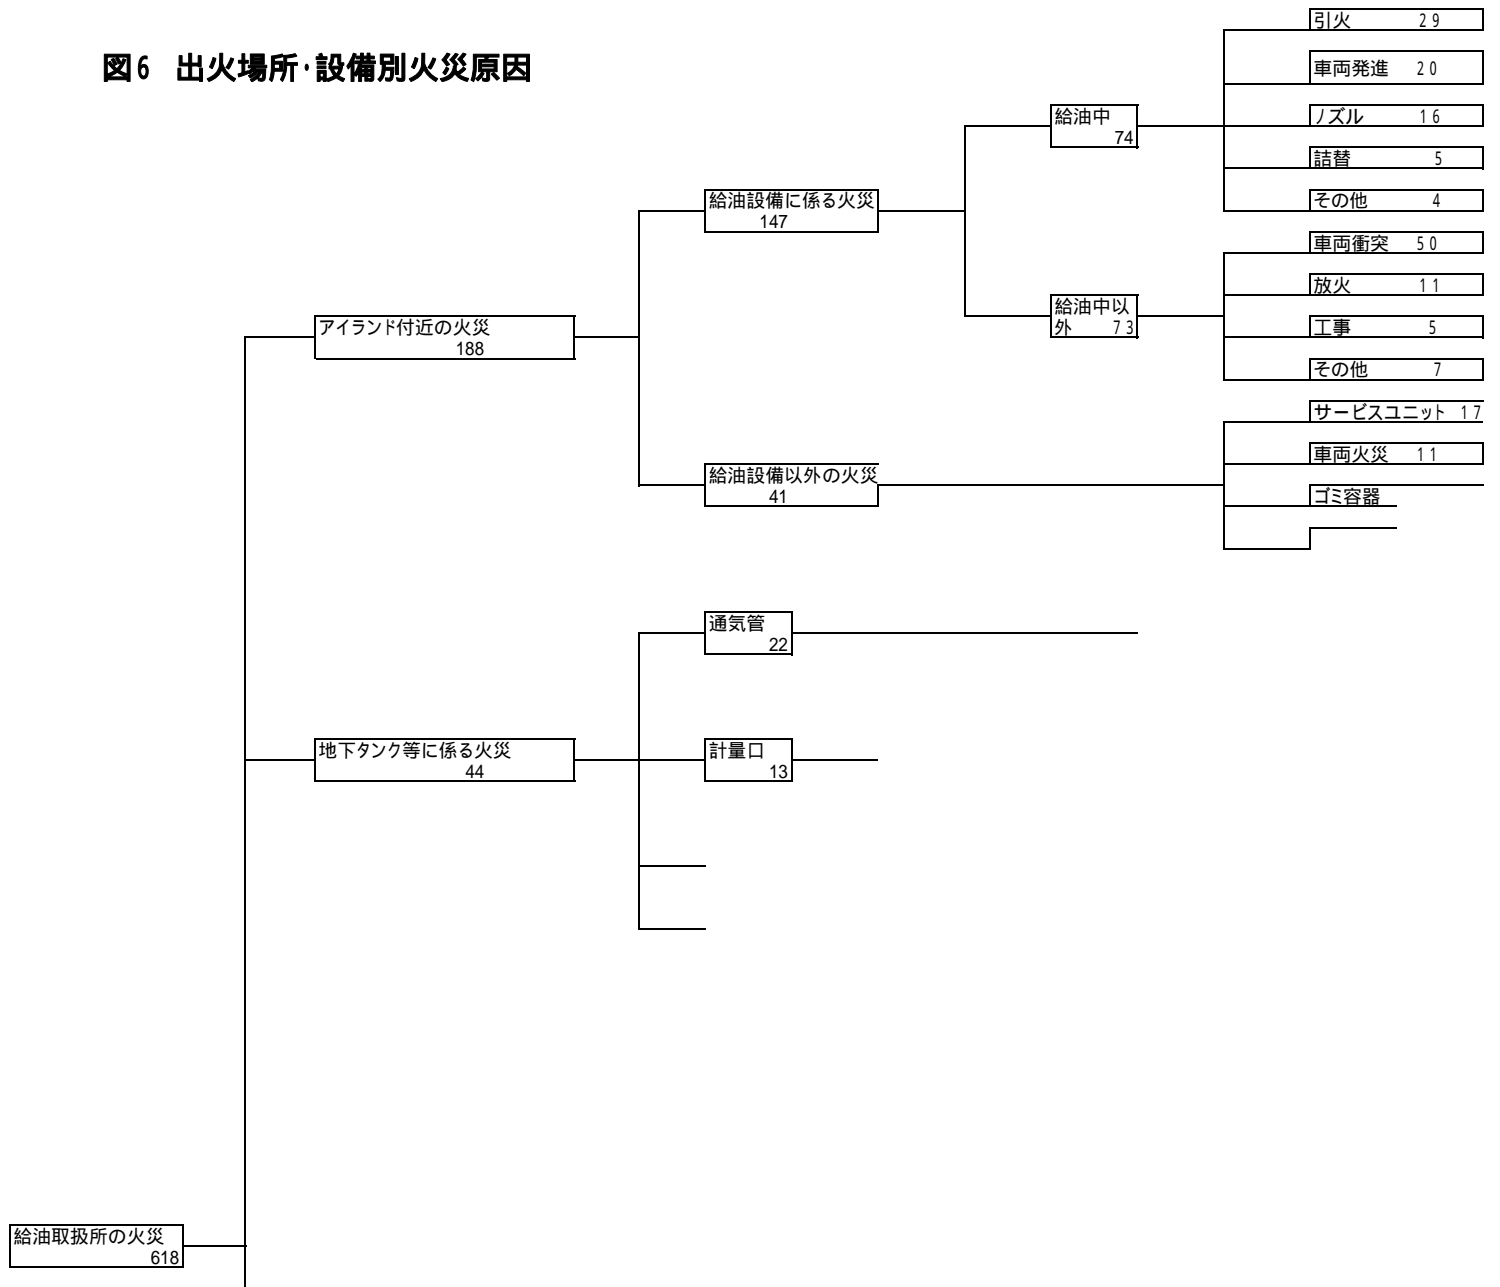 図6 出火場所・設備別火災原因
引火 29
車両発進 20
給油中
74
ノズル 16
詰替 5
給油設備に係る火災
147
その他 4
車両衝突 50
放火 11
給油中以
外 73
アイランド付近の火災
188
工事 5
その他 7
サービスユニット 17
車両火災 11
給油設備以外の火災
41
ゴミ容器
通気管
22
地下タンク等に係る火災
44
計量口
13
給油取扱所の火災
618